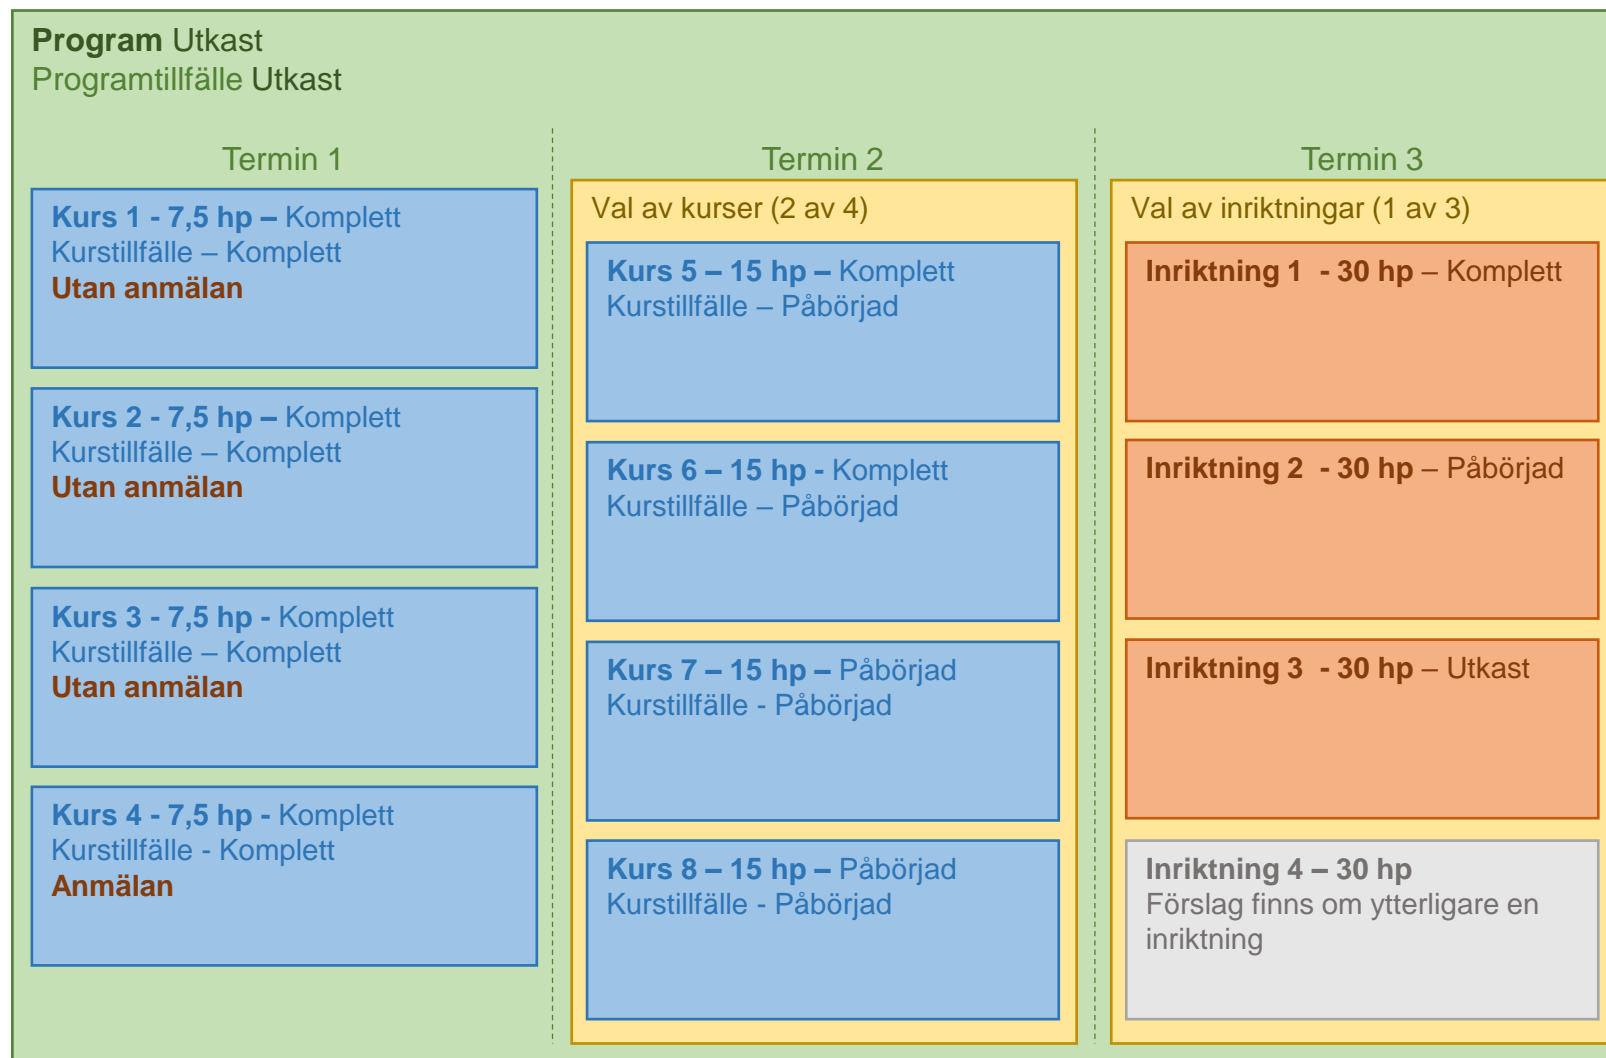 Program Utkast
Programtillfälle Utkast
Termin 1
Kurs 1 - 7,5 hp – Komplett
Kurstillfälle – Komplett
Utan anmälan
Kurs 2 - 7,5 hp – Komplett
Kurstillfälle – Komplett
Utan anmälan
Kurs 3 - 7,5 hp - Komplett
Kurstillfälle – Komplett
Utan anmälan
Kurs 4 - 7,5 hp - Komplett
Kurstillfälle - Komplett
Anmälan
Termin 2
Val av kurser (2 av 4)
Kurs 5 – 15 hp – Komplett
Kurstillfälle – Påbörjad
Kurs 6 – 15 hp - Komplett
Kurstillfälle – Påbörjad
Kurs 7 – 15 hp – Påbörjad
Kurstillfälle - Påbörjad
Kurs 8 – 15 hp – Påbörjad
Kurstillfälle - Påbörjad
Termin 3
Val av inriktningar (1 av 3)
Inriktning 1  - 30 hp – Komplett
Inriktning 2  - 30 hp – Påbörjad
Inriktning 3  - 30 hp – Utkast
Inriktning 4 – 30 hp
Förslag finns om ytterligare en
inriktning